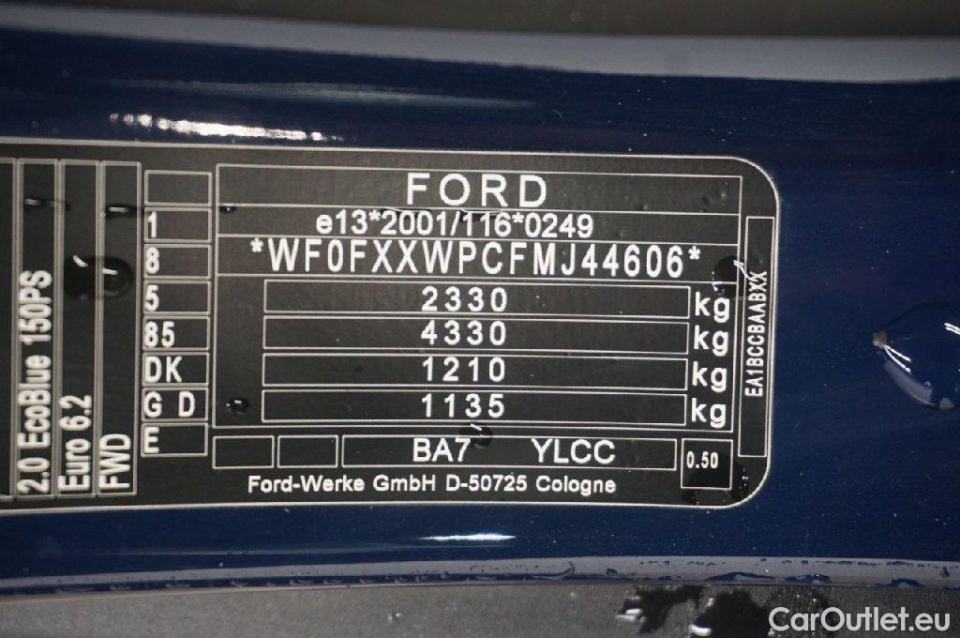 FORD
1
e13*2001/116*0249
8
*WF0FXXWPCFMJ44606*
5
2330 kg
85
4330 kg
DK
1210 kg
G D
1135 kg
E
BA7 YLCC
0.50
Ford-Werke GmbH D-50725 Cologne
2.0 EcoBlue 150PS
Euro 6.2
FWD
EA1BCCBAABXX
CarOutlet.eu